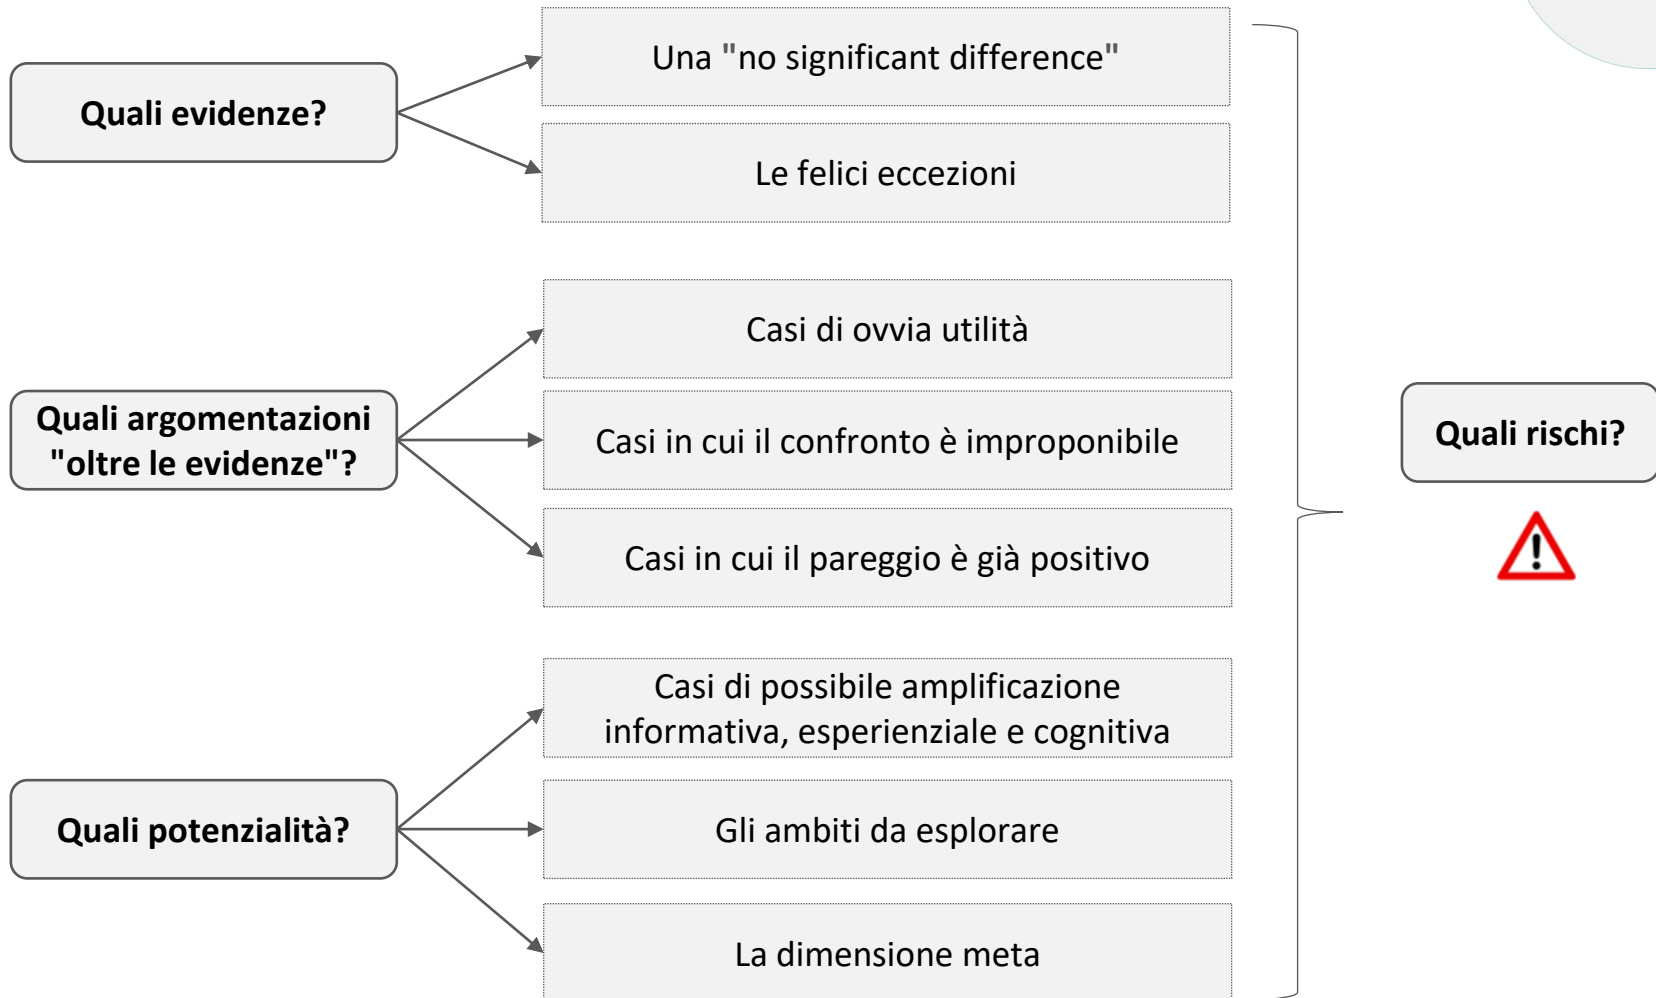 Quali evidenze?
Una "no significant difference"
Le felici eccezioni
Quali argomentazioni
"oltre le evidenze"?
Casi di ovvia utilità
Casi in cui il confronto è improponibile
Casi in cui il pareggio è già positivo
Quali potenzialità?
Casi di possibile amplificazione
informativa, esperienziale e cognitiva
Gli ambiti da esplorare
La dimensione meta
Quali rischi?